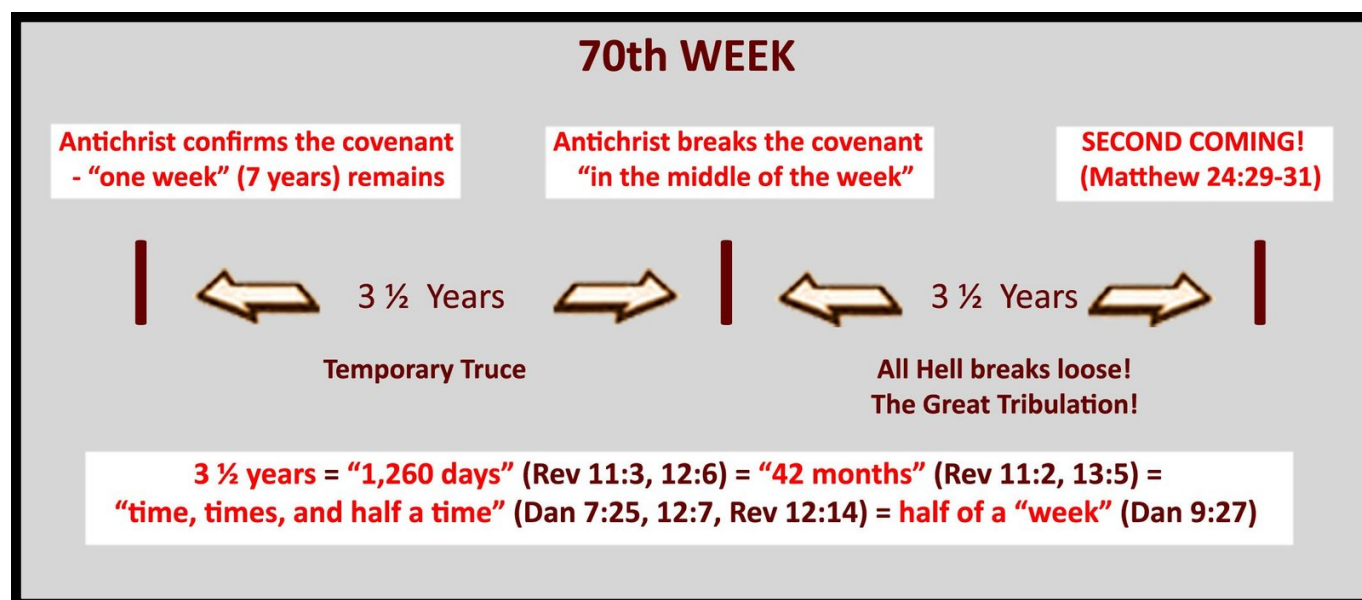 70th WEEK
Antichrist confirms the covenant
- “one week” (7 years) remains
Antichrist breaks the covenant
“in the middle of the week”
SECOND COMING!
(Matthew 24:29-31)
3 ½ Years
3 ½ Years
Temporary Truce
All Hell breaks loose!
The Great Tribulation!
3 ½ years = “1,260 days” (Rev 11:3, 12:6) = “42 months” (Rev 11:2, 13:5) =
“time, times, and half a time” (Dan 7:25, 12:7, Rev 12:14) = half of a “week” (Dan 9:27)